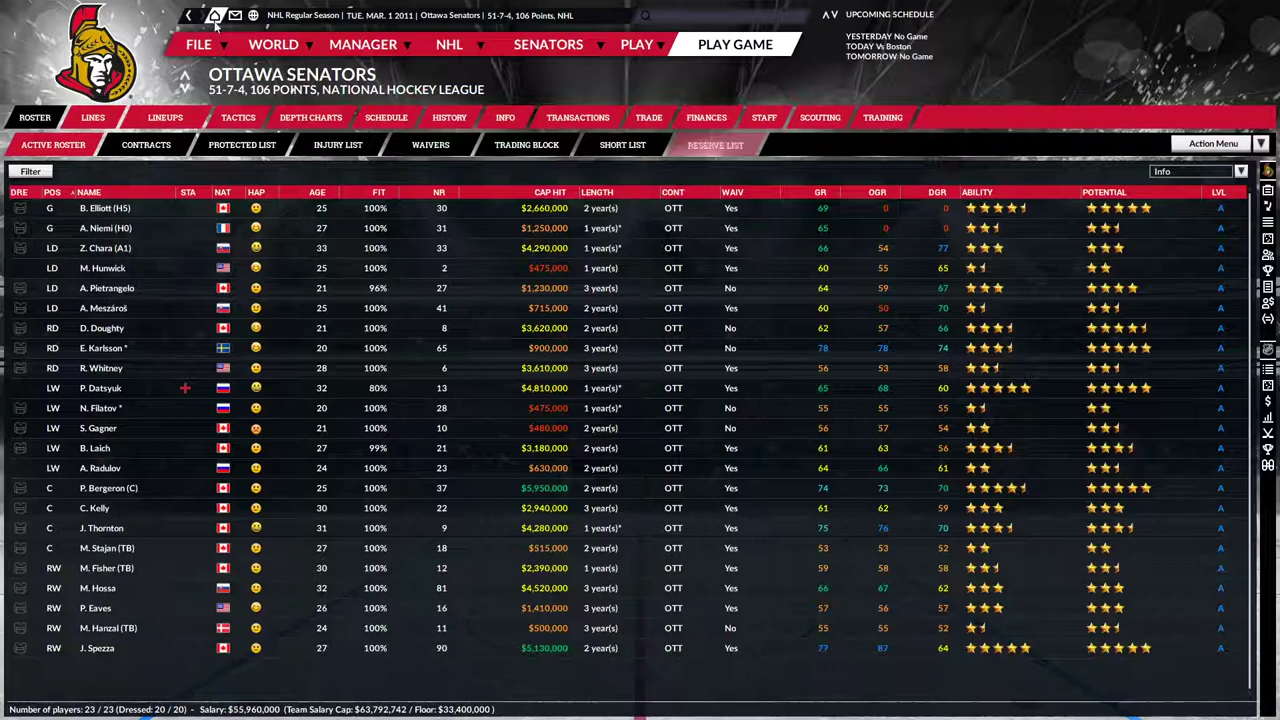 NHL Regular Season | TUE. MAR. 1 2011 | Ottawa Senators | 51-7-4, 106 Points, NHL
UPCOMING SCHEDULE
YESTERDAY No Game
TODAY Vs Boston
TOMORROW No Game
FILE WORLD MANAGER NHL SENATORS PLAY PLAY GAME
OTTAWA SENATORS
51-7-4, 106 POINTS, NATIONAL HOCKEY LEAGUE
ROSTER LINES LINEUPS TACTICS DEPTH CHARTS SCHEDULE HISTORY INFO TRANSACTIONS TRADE FINANCES STAFF SCOUTING TRAINING
ACTIVE ROSTER CONTRACTS PROTECTED LIST INJURY LIST WAIVERS TRADING BLOCK SHORT LIST RESERVE LIST Action Menu
Filter Info
DRE POS NAME STA NAT HAP AGE FIT NR CAP HIT LENGTH CONT WAIV GR OGR DGR ABILITY POTENTIAL LVL
G B. Elliott (H5) 25 100% 30 $2,660,000 2 year(s) OTT Yes 69 0 0 A
G A. Niemi (H0) 27 100% 31 $1,250,000 1 year(s)* OTT Yes 65 0 0 A
LD Z. Chara (A1) 33 100% 33 $4,290,000 1 year(s)* OTT Yes 66 54 77 A
LD M. Hunwick 25 100% 2 $475,000 1 year(s)* OTT Yes 60 55 65 A
LD A. Pietrangelo 21 96% 27 $1,230,000 3 year(s) OTT No 64 59 67 A
LD A. Meszároš 25 100% 41 $715,000 2 year(s) OTT Yes 60 50 70 A
RD D. Doughty 21 100% 8 $3,620,000 2 year(s) OTT No 62 57 66 A
RD E. Karlsson * 20 100% 65 $900,000 3 year(s) OTT No 78 78 74 A
RD R. Whitney 28 100% 6 $3,610,000 3 year(s) OTT Yes 56 53 58 A
LW P. Datsyuk 32 80% 13 $4,810,000 1 year(s)* OTT Yes 65 68 60 A
LW N. Filatov * 20 100% 28 $475,000 1 year(s)* OTT No 55 55 55 A
LW S. Gagner 21 100% 10 $480,000 2 year(s) OTT No 56 57 54 A
LW B. Laich 27 99% 21 $3,180,000 2 year(s) OTT Yes 61 63 56 A
LW A. Radulov 24 100% 23 $630,000 2 year(s) OTT Yes 64 66 61 A
C P. Bergeron (C) 25 100% 37 $5,950,000 2 year(s) OTT Yes 74 73 70 A
C C. Kelly 30 100% 22 $2,940,000 3 year(s) OTT Yes 61 62 59 A
C J. Thornton 31 100% 9 $4,280,000 1 year(s)* OTT Yes 75 76 70 A
C M. Stajan (TB) 27 100% 18 $515,000 2 year(s) OTT Yes 53 53 52 A
RW M. Fisher (TB) 30 100% 12 $2,390,000 1 year(s) OTT Yes 59 58 58 A
RW M. Hossa 32 100% 81 $4,520,000 3 year(s) OTT Yes 66 67 62 A
RW P. Eaves 26 100% 16 $1,410,000 3 year(s) OTT Yes 57 56 57 A
RW M. Hanzal (TB) 24 100% 11 $500,000 3 year(s) OTT No 55 55 52 A
RW J. Spezza 27 100% 90 $5,130,000 2 year(s) OTT Yes 77 87 64 A
Number of players: 23 / 23 (Dressed: 20 / 20) - Salary: $55,960,000 (Team Salary Cap: $63,792,742 / Floor: $33,400,000 )